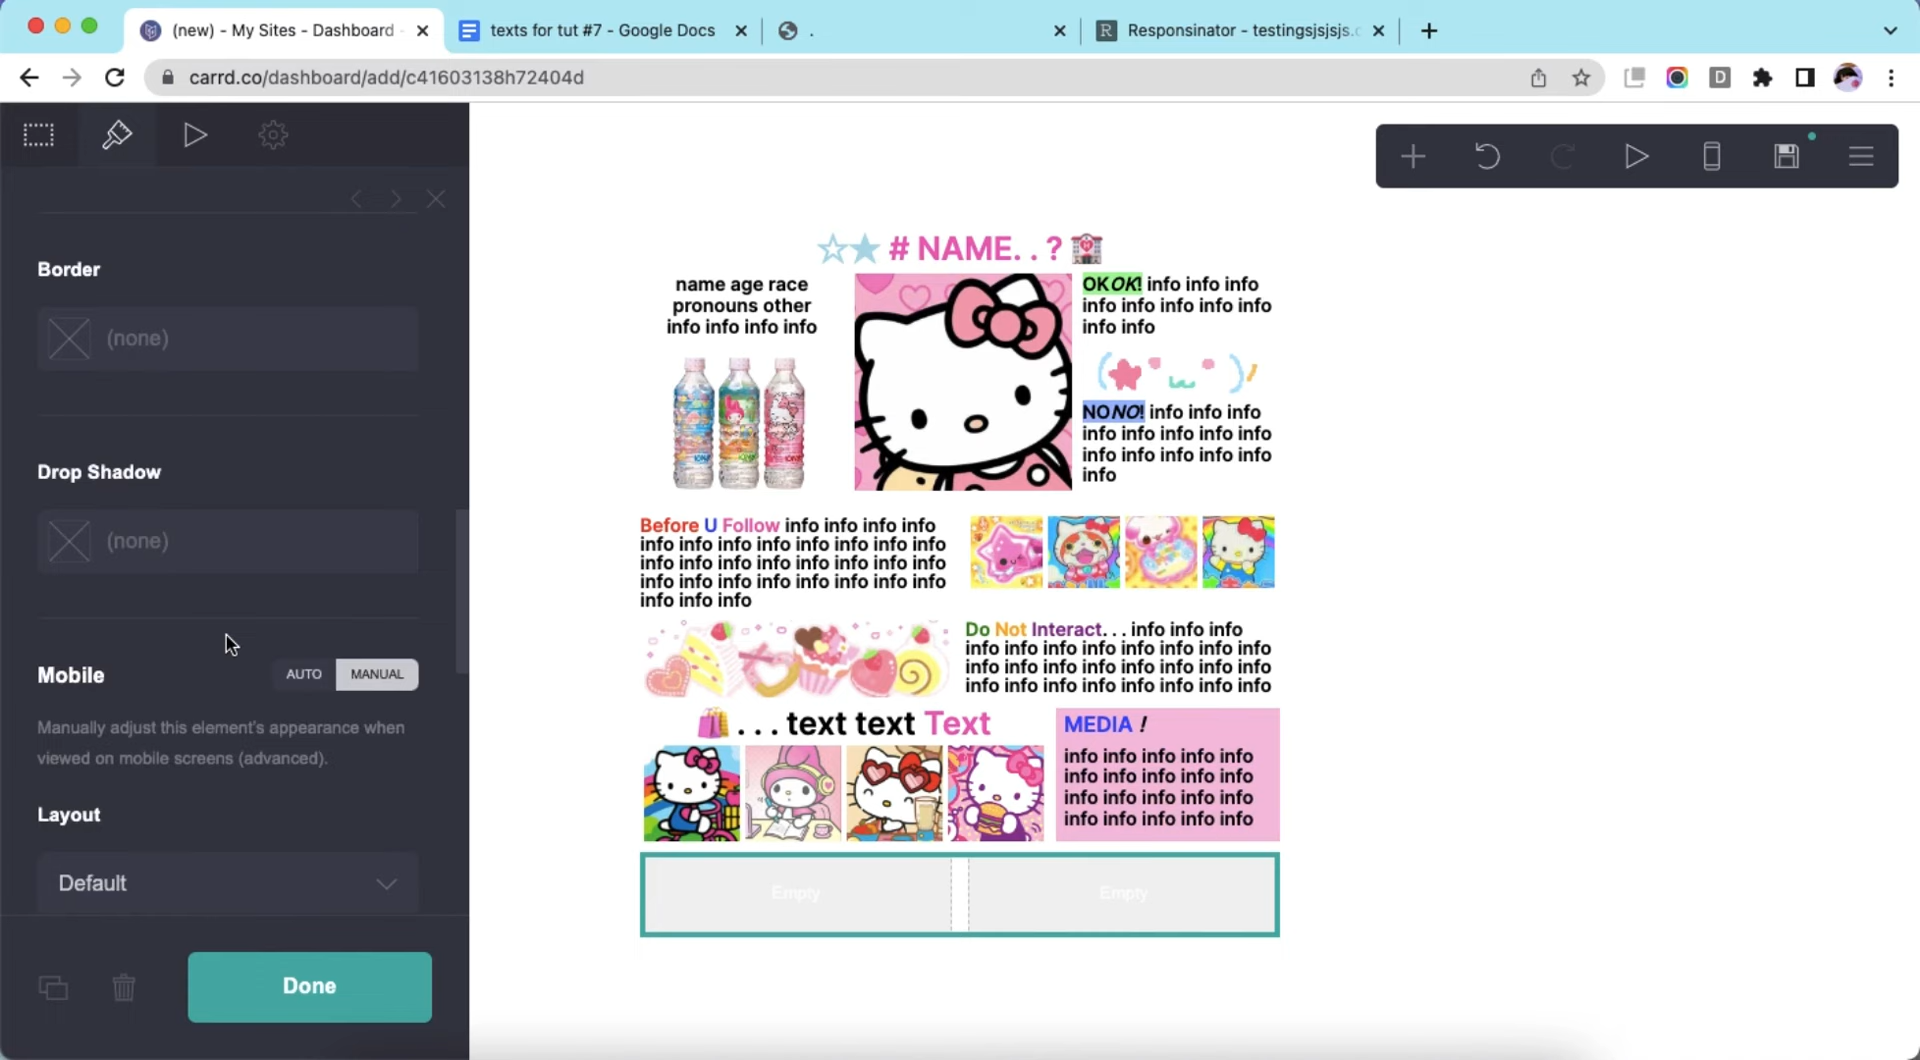 (new) - My Sites - Dashboard -
texts for tut #7 - Google Docs
.
Responsinator - testingsjsjsjs.c
carrd.co/dashboard/add/c41603138h72404d
D
Border
(none)
Drop Shadow
(none)
Mobile
AUTO
MANUAL
Manually adjust this element's appearance when
viewed on mobile screens (advanced).
Layout
Default
Done
☆★ # NAME. . ? 🏩
name age race
pronouns other
info info info info
OKOK! info info info
info info info info info
info info
NONO! info info info
info info info info info
info info info info info
info
Before U Follow info info info info
info info info info info info info info
info info info info info info info info
info info info info info info info info
info info info
Do Not Interact. . . info info info
info info info info info info info info
info info info info info info info info
info info info info info info info info
🛍️ . . . text text Text
MEDIA !
info info info info info
info info info info info
info info info info info
info info info info info
Empty
Empty